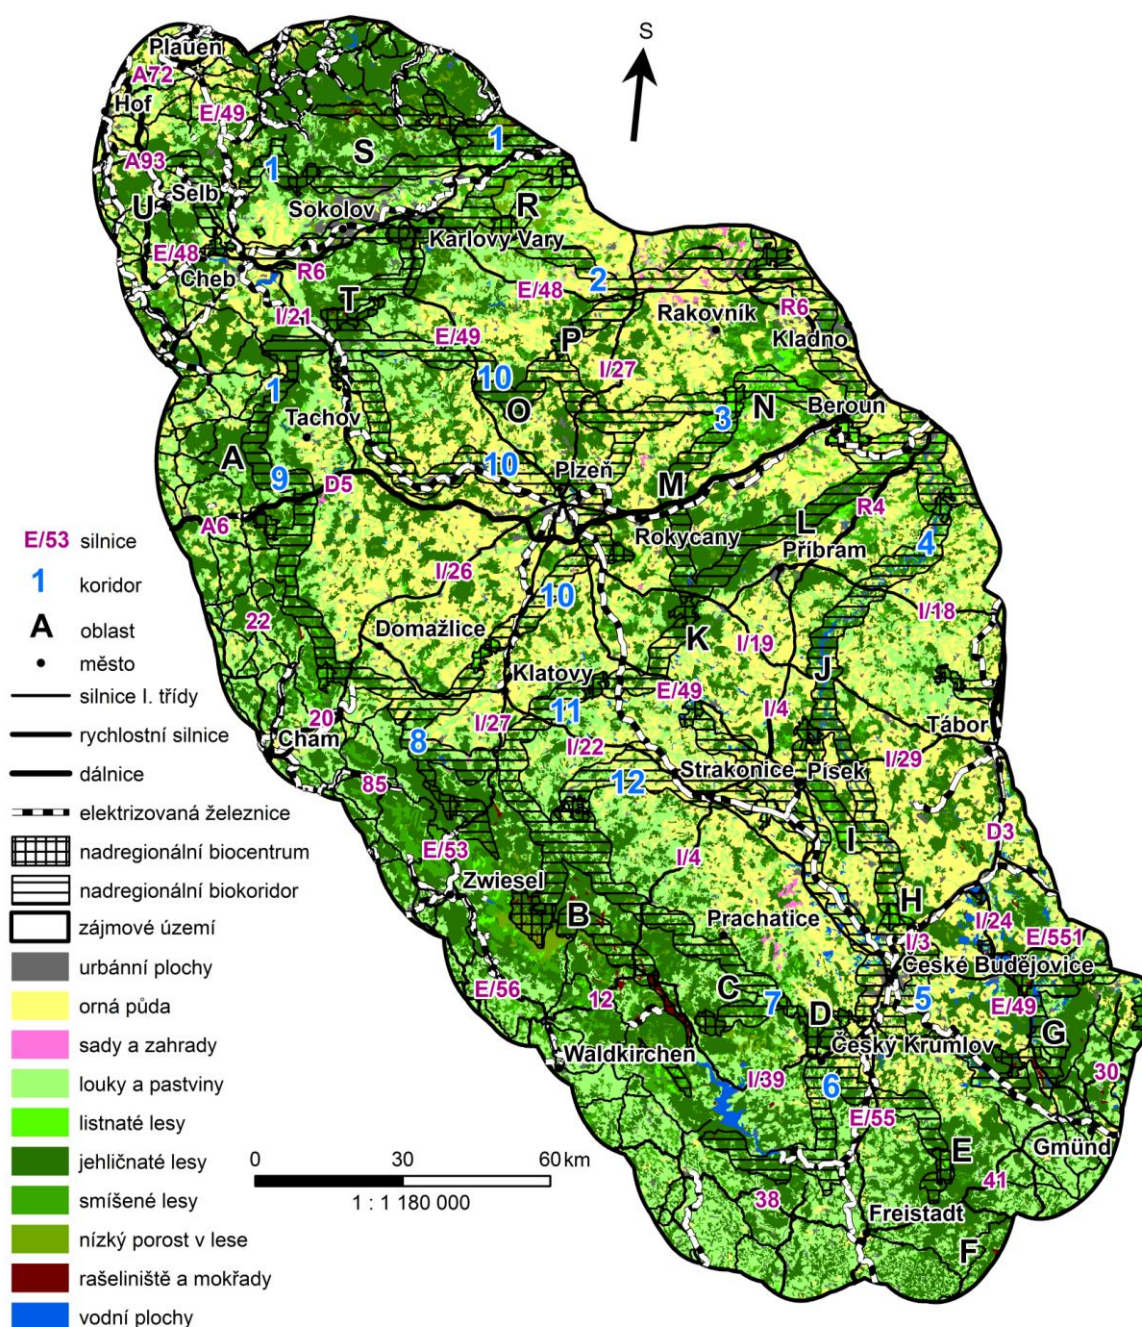 S
Plauen
A72
Hof
E/49
1
S
A93
1
Selb
U
Sokolov
R
Karlovy Vary
E/48
Cheb
R6
2
T
E/48
I/21
Rakovník
R6
E/49
P
Kladno
I/27
10
1
O
3
N
Beroun
Tachov
A
10
Plzeň
9
D5
M
R4
A6
Rokycany
L
Příbram
4
E/53 silnice
I/26
1 koridor
10
I/18
A oblast
22
Domažlice
K
I/19
město
Klatovy
J
silnice I. třídy
E/49
I/4
20
11
Tábor
rychlostní silnice
Cham
8
I/27
I/22
I/29
dálnice
85
12
Strakonice
Písek
elektrizovaná železnice
D3
nadregionální biocentrum
E/53
I/4
I
nadregionální biokoridor
Zwiesel
B
Prachatice
H
I/24
zájmové území
I/3
E/551
urbánní plochy
České Budějovice
E/56
12
C
7
5
E/49
orná půda
D
G
sady a zahrady
Waldkirchen
Český Krumlov
louky a pastviny
I/39
6
30
listnaté lesy
E/55
Gmünd
jehličnaté lesy
0 30 60 km
E
smíšené lesy
1 : 1 180 000
38
41
Freistadt
nízký porost v lese
F
rašeliniště a mokřady
vodní plochy